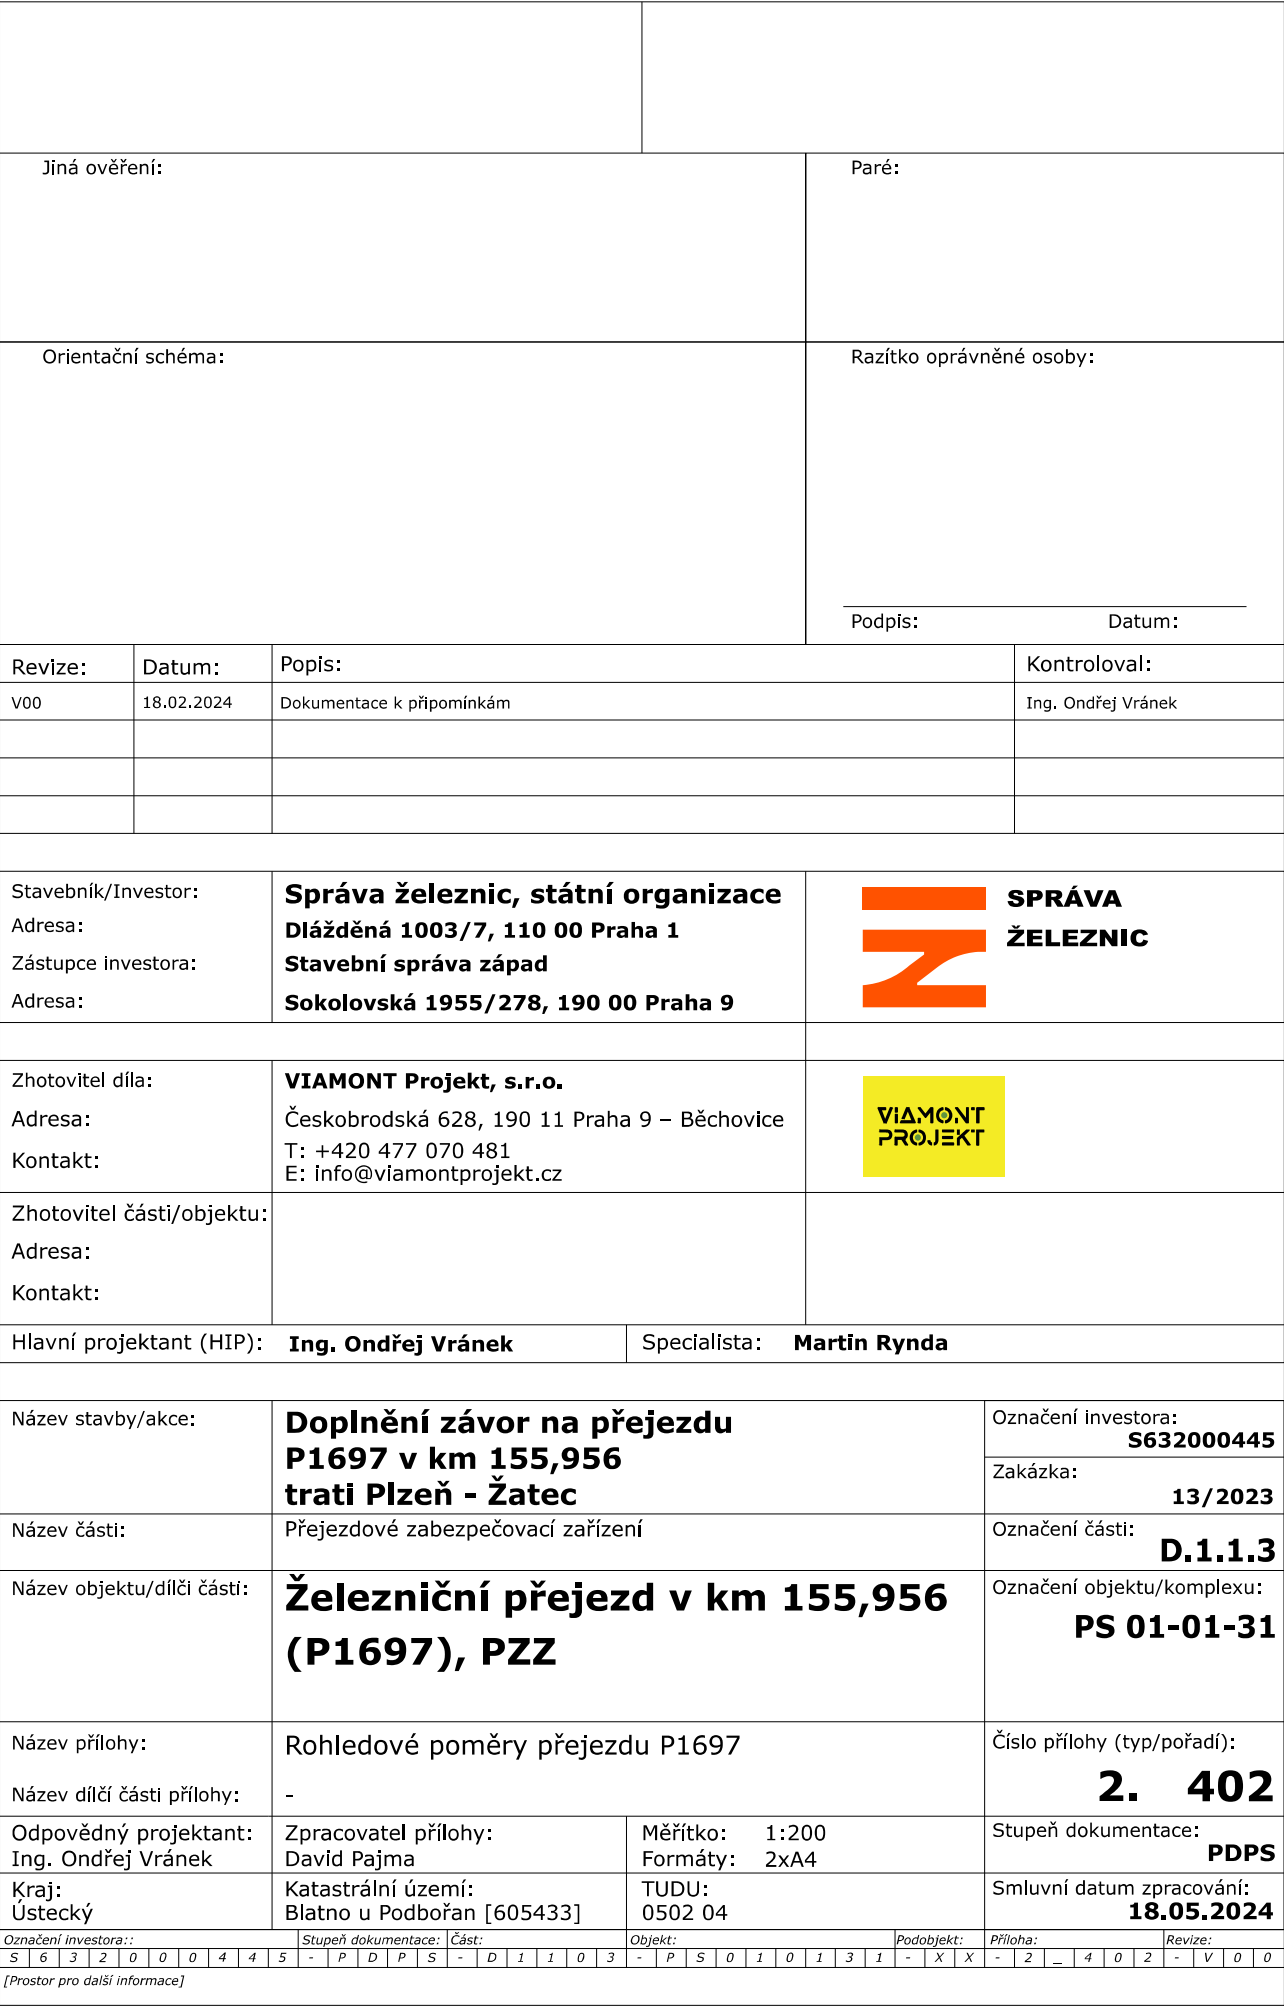 Jiná ověření:
Paré:
Orientační schéma:
Razítko oprávněné osoby:
Podpis: Datum:
Revize: Datum: Popis: Kontroloval:
V00 18.02.2024 Dokumentace k připomínkám Ing. Ondřej Vránek
Stavebník/Investor: Správa železnic, státní organizace
Adresa: Dlážděná 1003/7, 110 00 Praha 1
Zástupce investora: Stavební správa západ
Adresa: Sokolovská 1955/278, 190 00 Praha 9
SPRÁVA
ŽELEZNIC
Zhotovitel díla: VIAMONT Projekt, s.r.o.
Adresa: Českobrodská 628, 190 11 Praha 9 – Běchovice
Kontakt: T: +420 477 070 481
E: info@viamontprojekt.cz
VIAMONT
PROJEKT
Zhotovitel části/objektu:
Adresa:
Kontakt:
Hlavní projektant (HIP): Ing. Ondřej Vránek Specialista: Martin Rynda
Název stavby/akce: Doplnění závor na přejezdu
P1697 v km 155,956
trati Plzeň - Žatec
Označení investora:
S632000445
Zakázka:
13/2023
Název části: Přejezdové zabezpečovací zařízení
Označení části:
D.1.1.3
Název objektu/dílči části: Železniční přejezd v km 155,956
(P1697), PZZ
Označení objektu/komplexu:
PS 01-01-31
Název přílohy: Rohledové poměry přejezdu P1697
Název dílčí části přílohy: -
Číslo přílohy (typ/pořadí):
2. 402
Odpovědný projektant: Zpracovatel přílohy: Měřítko: 1:200
Ing. Ondřej Vránek David Pajma Formáty: 2xA4
Stupeň dokumentace:
PDPS
Kraj: Katastrální území: TUDU:
Ústecký Blatno u Podbořan [605433] 0502 04
Smluvní datum zpracování:
18.05.2024
Označení investora:: Stupeň dokumentace: Část: Objekt: Podobjekt: Příloha: Revize:
S 6 3 2 0 0 0 4 4 5 - P D P S - D 1 1 0 3 - P S 0 1 0 1 3 1 - X X - 2 _ 4 0 2 - V 0 0
[Prostor pro další informace]